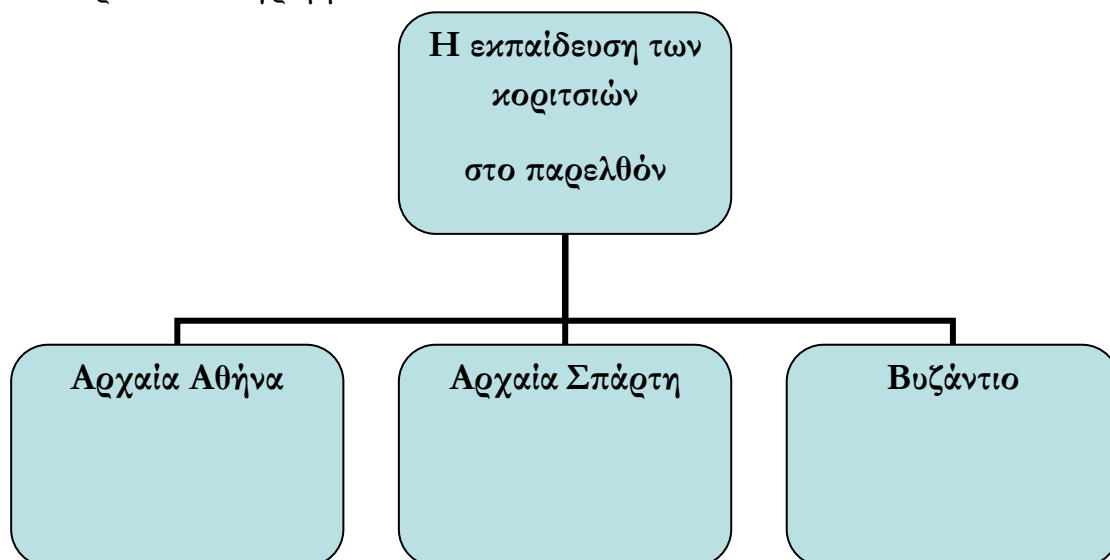 Η εκπαίδευση των
κοριτσιών
στο παρελθόν
Αρχαία Αθήνα
Αρχαία Σπάρτη
Βυζάντιο